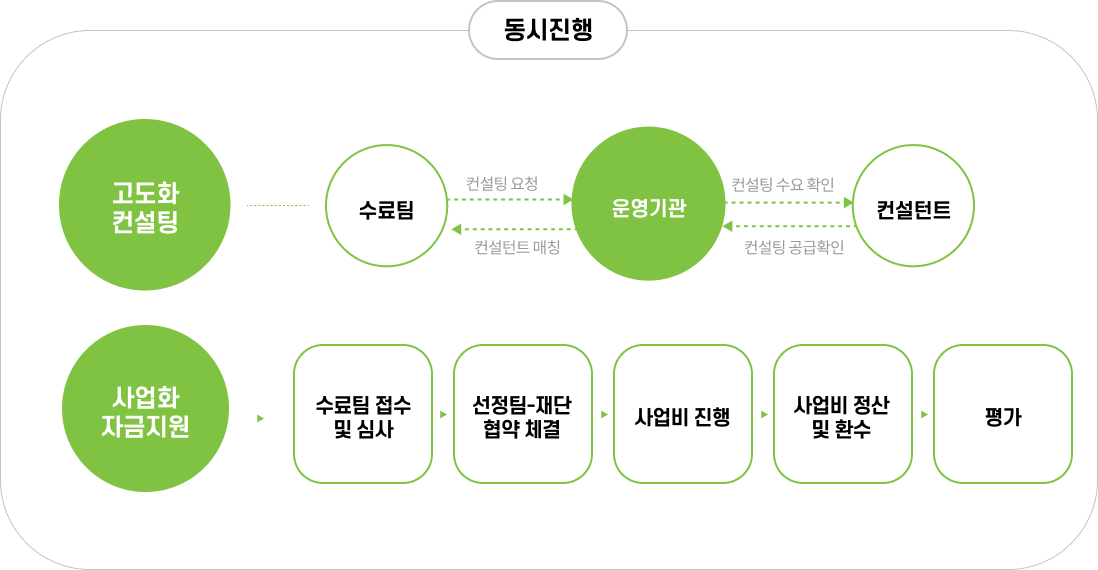 동시진행
고도화
컨설팅
수료팀
컨설팅 요청
컨설턴트 매칭
운영기관
컨설팅 수요 확인
컨설팅 공급확인
컨설턴트
사업화
자금지원
수료팀 접수
및 심사
선정팀-재단
협약 체결
사업비 진행
사업비 정산
및 환수
평가